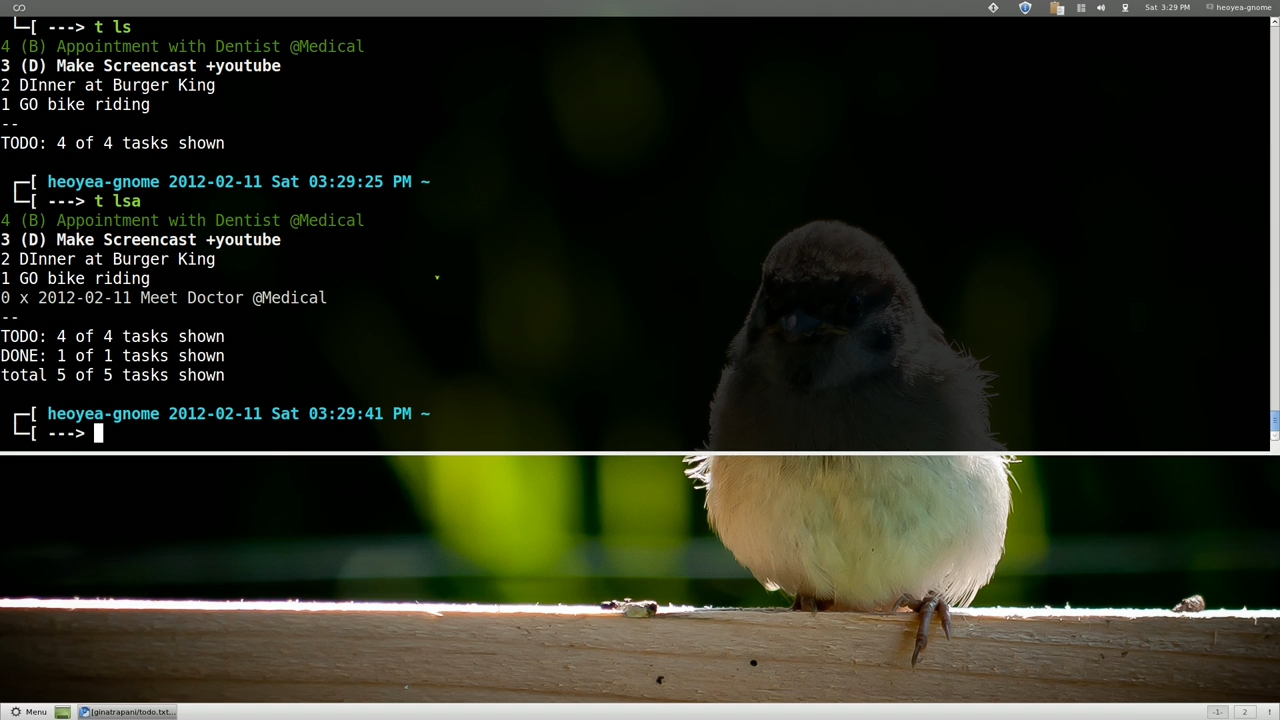 Sat 3:29 PM heoyea-gnome
└─[ ---> t ls
4 (B) Appointment with Dentist @Medical
3 (D) Make Screencast +youtube
2 DInner at Burger King
1 GO bike riding
--
TODO: 4 of 4 tasks shown
┌─[ heoyea-gnome 2012-02-11 Sat 03:29:25 PM ~
└─[ ---> t lsa
4 (B) Appointment with Dentist @Medical
3 (D) Make Screencast +youtube
2 DInner at Burger King
1 GO bike riding
0 x 2012-02-11 Meet Doctor @Medical
--
TODO: 4 of 4 tasks shown
DONE: 1 of 1 tasks shown
total 5 of 5 tasks shown
┌─[ heoyea-gnome 2012-02-11 Sat 03:29:41 PM ~
└─[ --->
Menu [ginatrapani/todo.txt... -1- 2